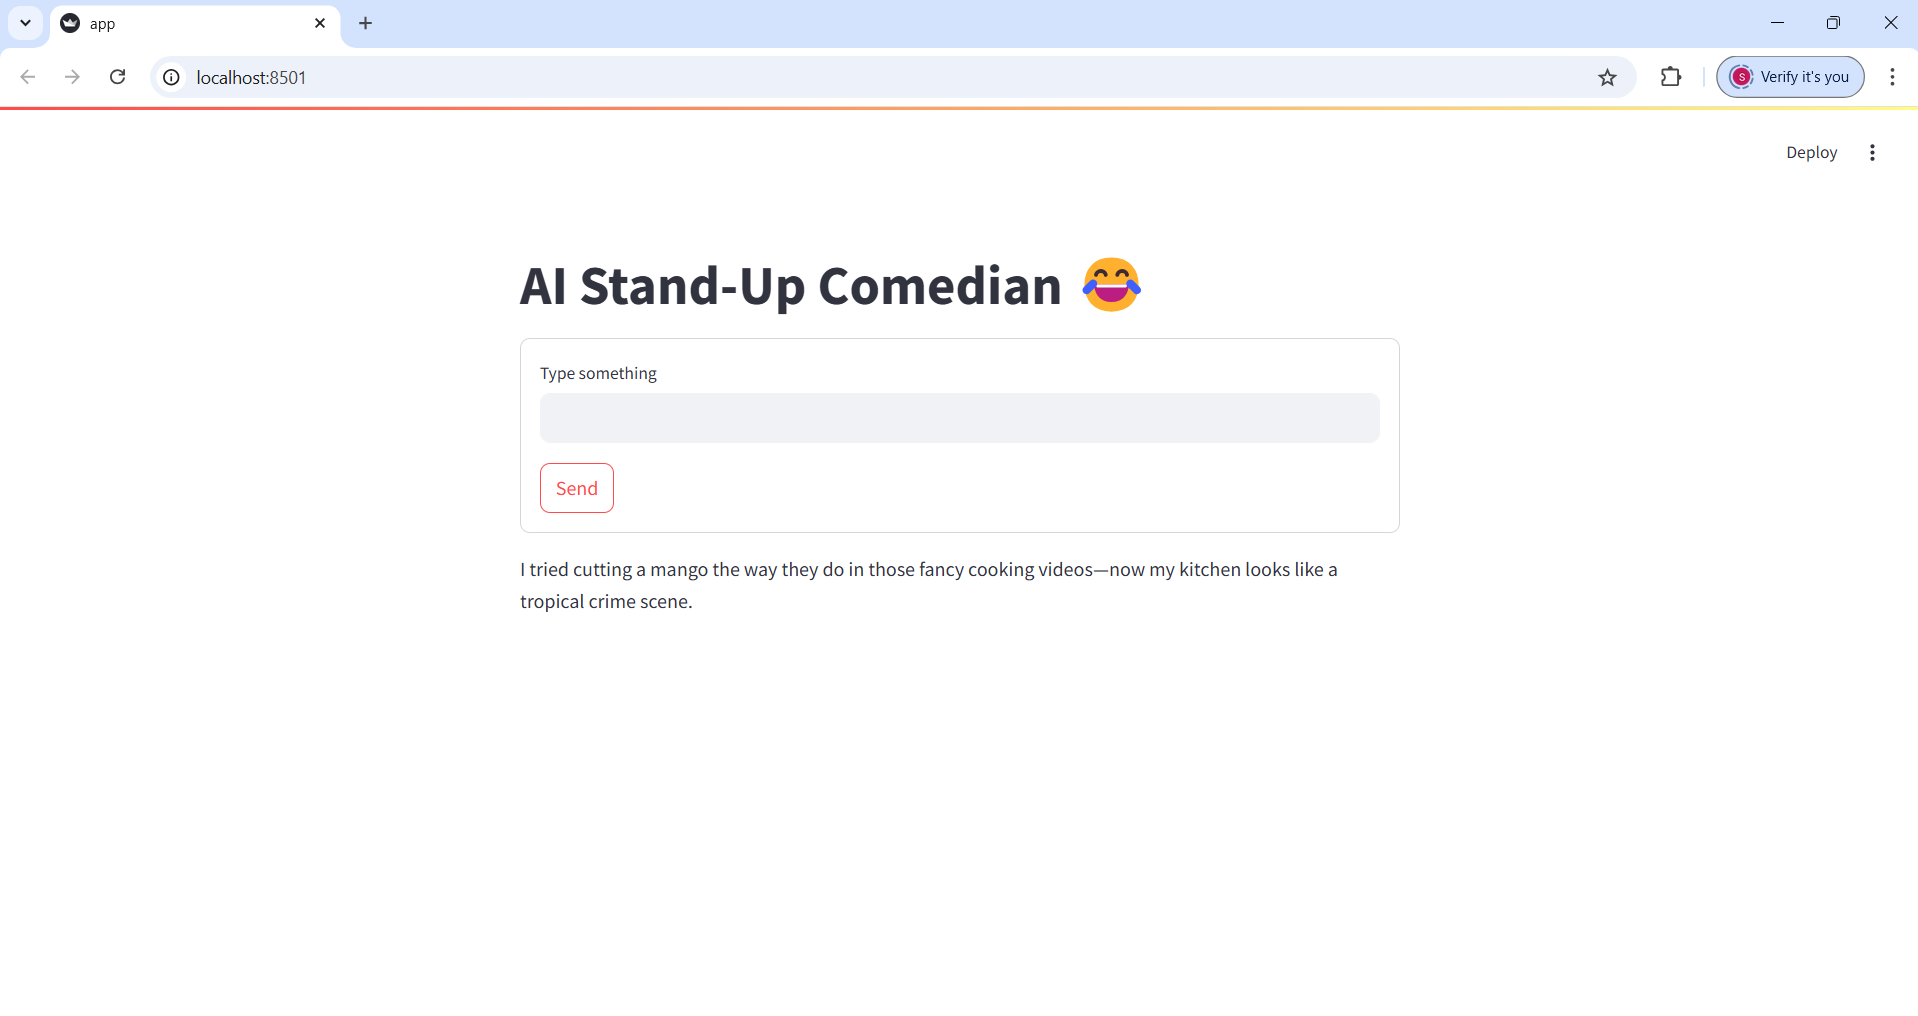 app
localhost:8501
S
Verify it's you
Deploy
AI Stand-Up Comedian 😂
Type something
Send
I tried cutting a mango the way they do in those fancy cooking videos—now my kitchen looks like a
tropical crime scene.